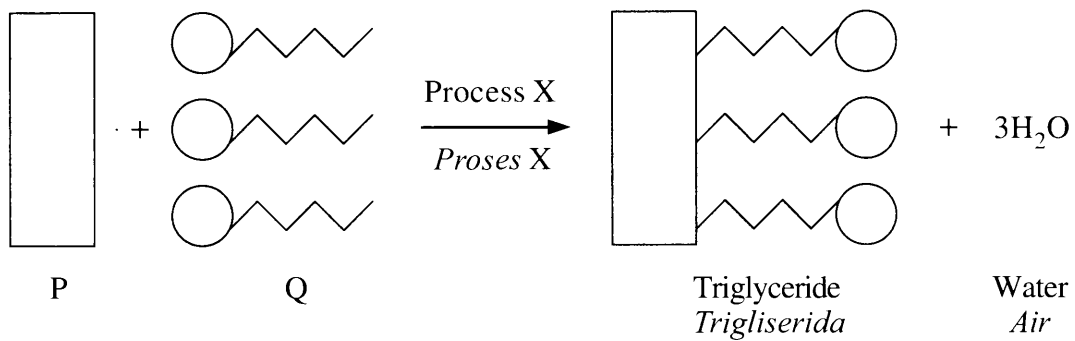 Process X
+
+ 3H₂O
Proses X
P
Q
Triglyceride
Trigliserida
Water
Air